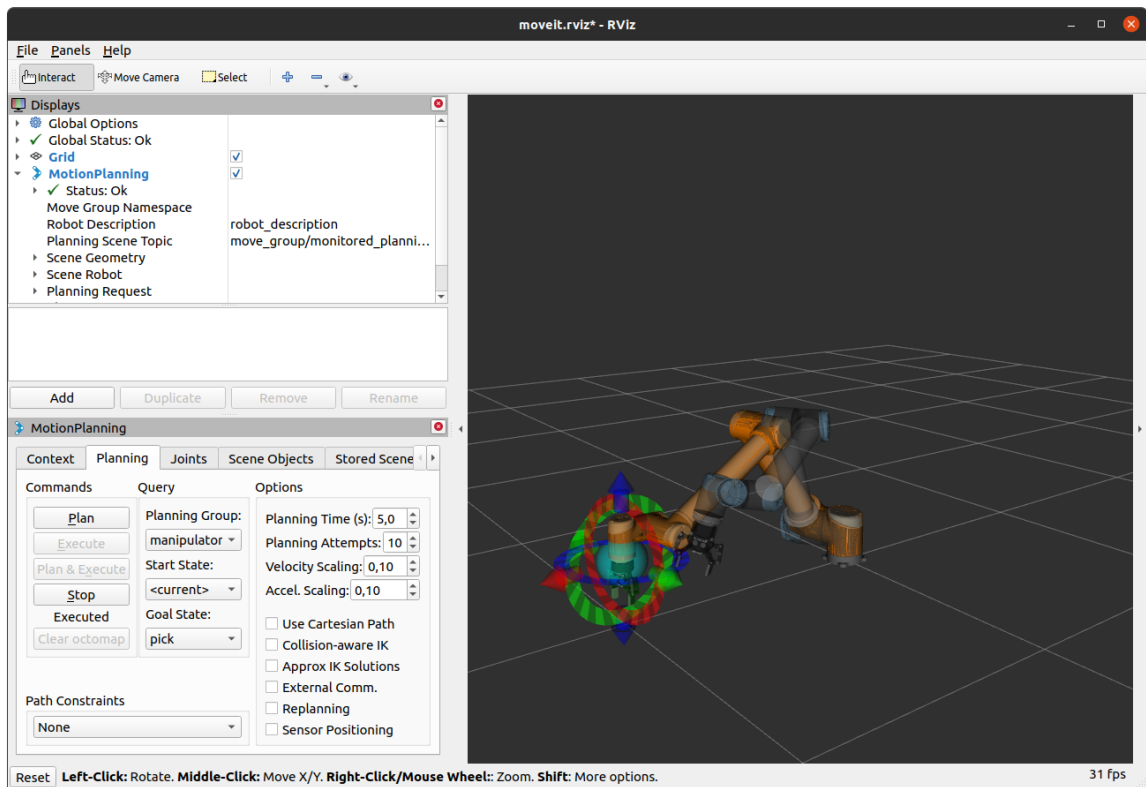 moveit.rviz* - RViz
File Panels Help
Interact Move Camera Select
Displays
Global Options
Global Status: Ok
Grid
MotionPlanning
Status: Ok
Move Group Namespace
Robot Description robot_description
Planning Scene Topic move_group/monitored_planni...
Scene Geometry
Scene Robot
Planning Request
Add Duplicate Remove Rename
MotionPlanning
Context Planning Joints Scene Objects Stored Scene
Commands Query Options
Plan Planning Group: Planning Time (s): 5,0
Execute manipulator Planning Attempts: 10
Plan & Execute Start State: Velocity Scaling: 0,10
Stop <current> Accel. Scaling: 0,10
Executed Goal State: Use Cartesian Path
Clear octomap pick Collision-aware IK
Approx IK Solutions
External Comm.
Path Constraints Replanning
None Sensor Positioning
Reset Left-Click: Rotate. Middle-Click: Move X/Y. Right-Click/Mouse Wheel:: Zoom. Shift: More options. 31 fps